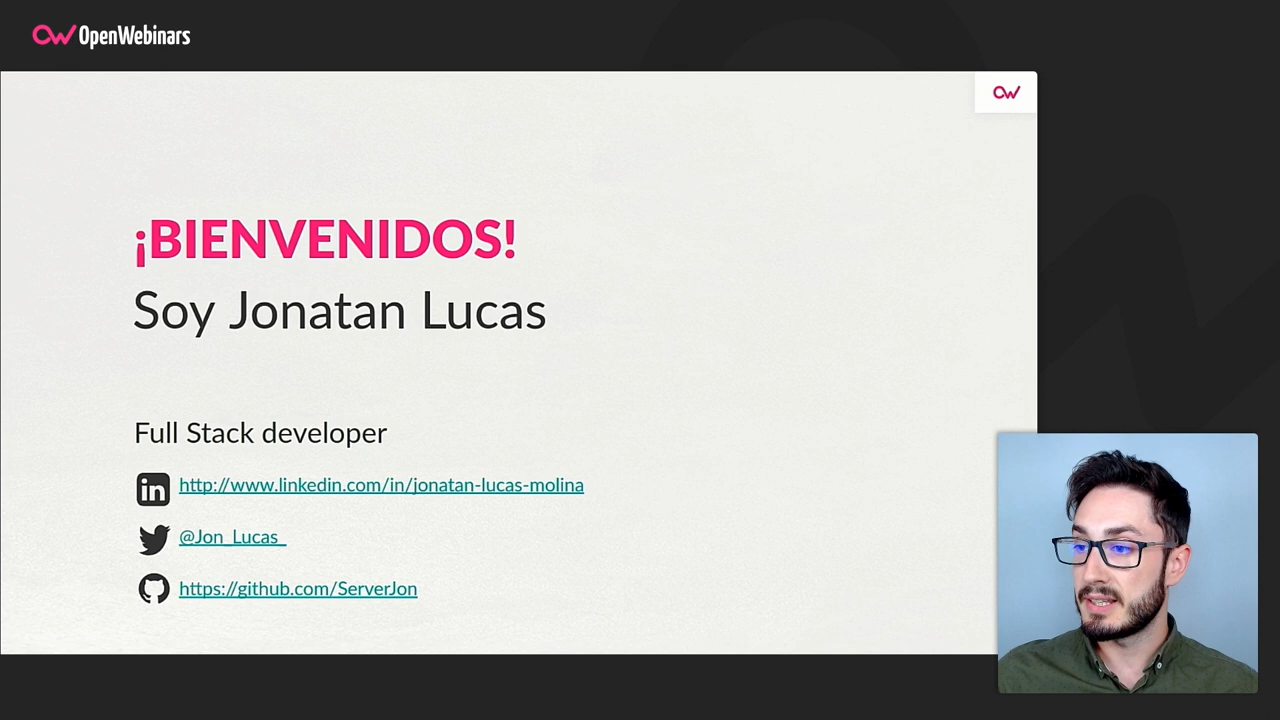 OpenWebinars
¡BIENVENIDOS!
Soy Jonatan Lucas
Full Stack developer
in http://www.linkedin.com/in/jonatan-lucas-molina
@Jon_Lucas_
https://github.com/ServerJon